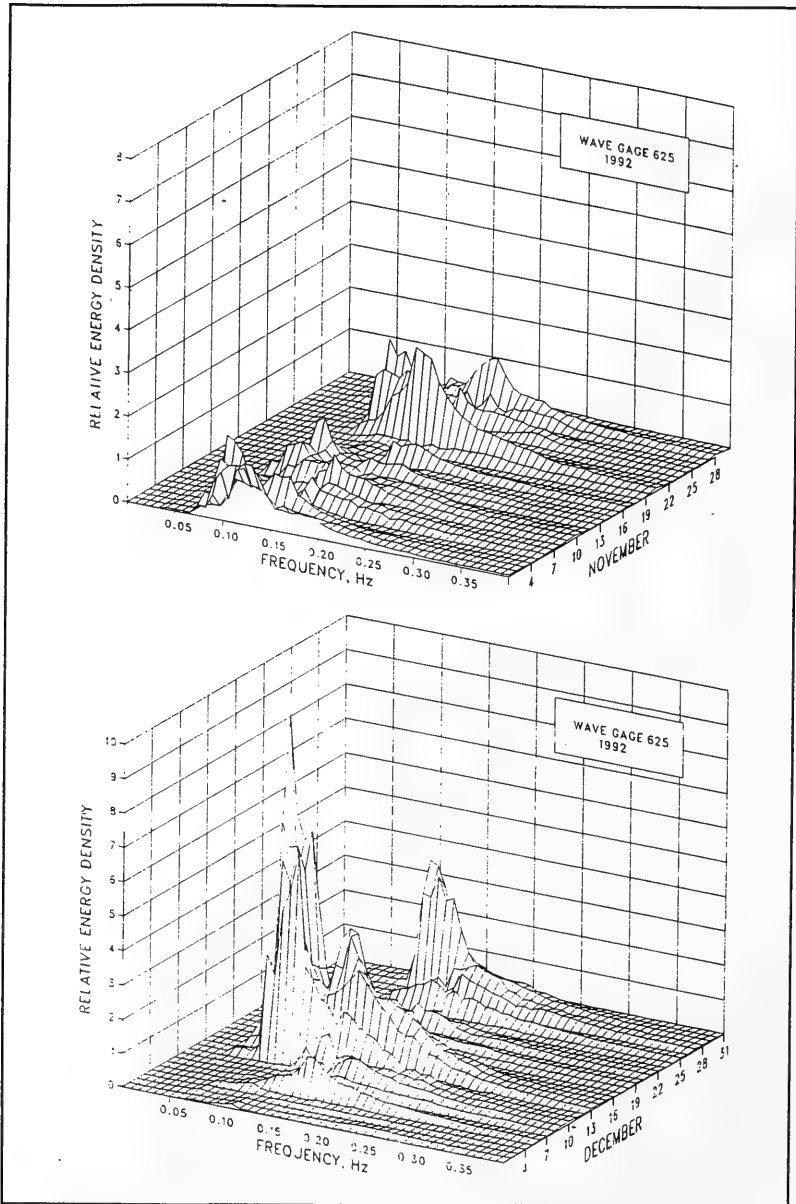 WAVE GAGE 625
1992
8
7
6
5
4
3
2
1
0
RELATIVE ENERGY DENSITY
0.05 0.10 0.15 0.20 0.25 0.30 0.35
FREQUENCY, Hz
4 7 10 13 16 19 22 25 28
NOVEMBER
WAVE GAGE 625
1992
10
9
8
7
6
5
4
3
2
1
0
RELATIVE ENERGY DENSITY
0.05 0.10 0.15 0.20 0.25 0.30 0.35
FREQUENCY, Hz
7 10 13 16 19 22 25 28 31
DECEMBER